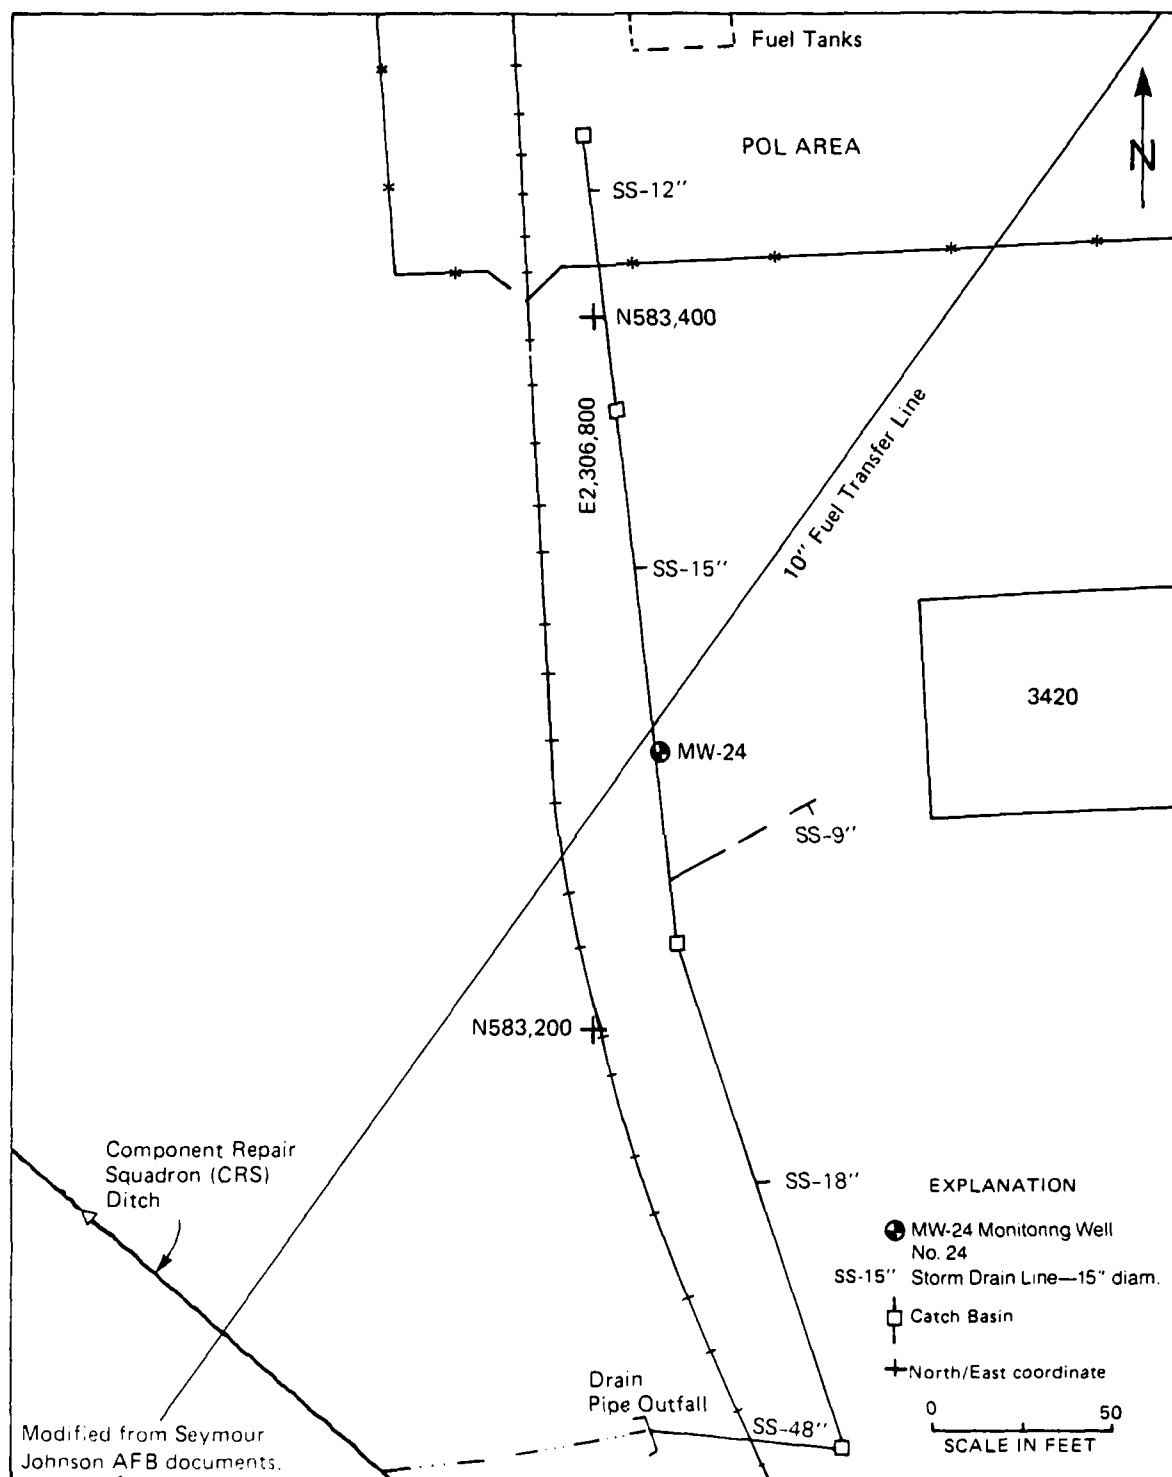 Fuel Tanks
POL AREA
N
SS-12"
N583,400
E2,306,800
10" Fuel Transfer Line
SS-15"
3420
MW-24
SS-9"
N583,200
Component Repair
Squadron (CRS)
Ditch
SS-18"
EXPLANATION
MW-24 Monitoring Well
No. 24
SS-15" Storm Drain Line—15" diam.
Catch Basin
North/East coordinate
0 50
SCALE IN FEET
Drain
Pipe Outfall
SS-48"
Modified from Seymour
Johnson AFB documents.